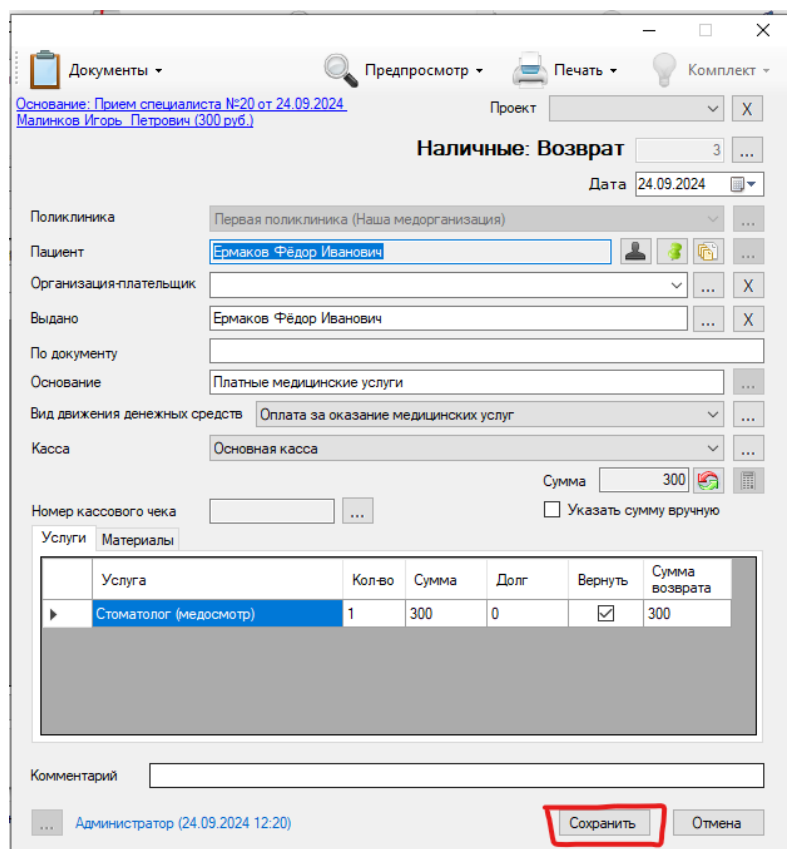 Документы Предпросмотр Печать Комплект
Основание: Прием специалиста №20 от 24.09.2024
Малинков Игорь Петрович (300 руб.)
Проект X
Наличные: Возврат 3 ...
Дата 24.09.2024
Поликлиника Первая поликлиника (Наша медорганизация) ...
Пациент Ермаков Фёдор Иванович ...
Организация-плательщик ... X
Выдано Ермаков Фёдор Иванович ... X
По документу
Основание Платные медицинские услуги ...
Вид движения денежных средств Оплата за оказание медицинских услуг ...
Касса Основная касса ...
Сумма 300
Номер кассового чека ... Указать сумму вручную
Услуги Материалы
Услуга Кол-во Сумма Долг Вернуть Сумма возврата
Стоматолог (медосмотр) 1 300 0 300
Комментарий
... Администратор (24.09.2024 12:20) Сохранить Отмена